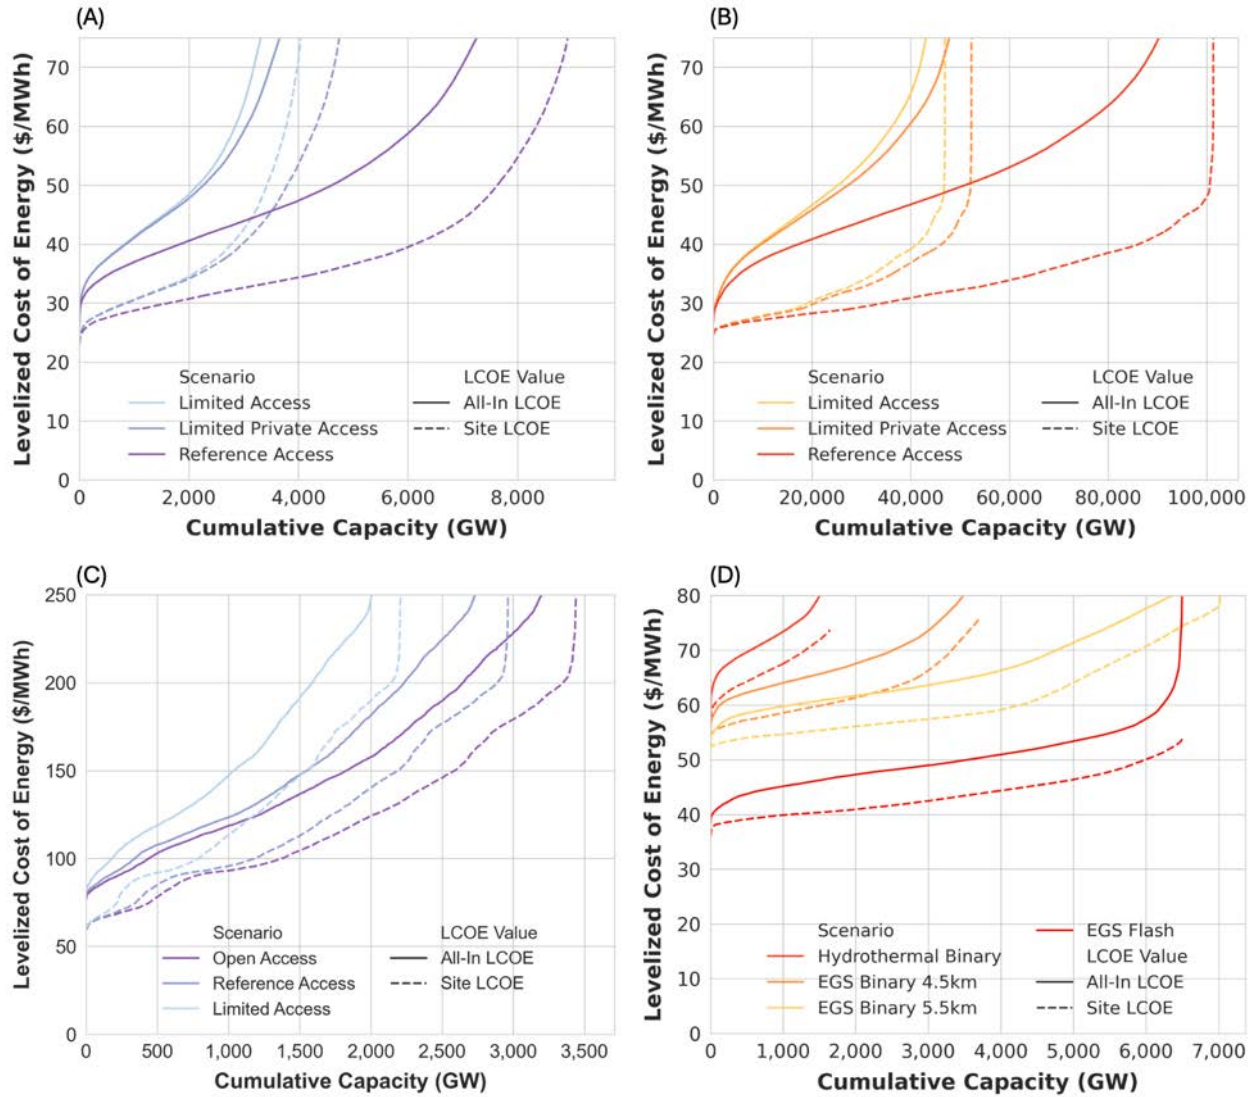 (A)
Levelized Cost of Energy ($/MWh)
70
60
50
40
30
20
10
0
Scenario
Limited Access
Limited Private Access
Reference Access
LCOE Value
All-In LCOE
Site LCOE
0 2,000 4,000 6,000 8,000
Cumulative Capacity (GW)
(B)
Levelized Cost of Energy ($/MWh)
70
60
50
40
30
20
10
0
Scenario
Limited Access
Limited Private Access
Reference Access
LCOE Value
All-In LCOE
Site LCOE
0 20,000 40,000 60,000 80,000 100,000
Cumulative Capacity (GW)
(C)
Levelized Cost of Energy ($/MWh)
250
200
150
100
50
0
Scenario
Open Access
Reference Access
Limited Access
LCOE Value
All-In LCOE
Site LCOE
0 500 1,000 1,500 2,000 2,500 3,000 3,500
Cumulative Capacity (GW)
(D)
Levelized Cost of Energy ($/MWh)
80
70
60
50
40
30
20
10
0
Scenario
Hydrothermal Binary
EGS Binary 4.5km
EGS Binary 5.5km
EGS Flash
LCOE Value
All-In LCOE
Site LCOE
0 1,000 2,000 3,000 4,000 5,000 6,000 7,000
Cumulative Capacity (GW)